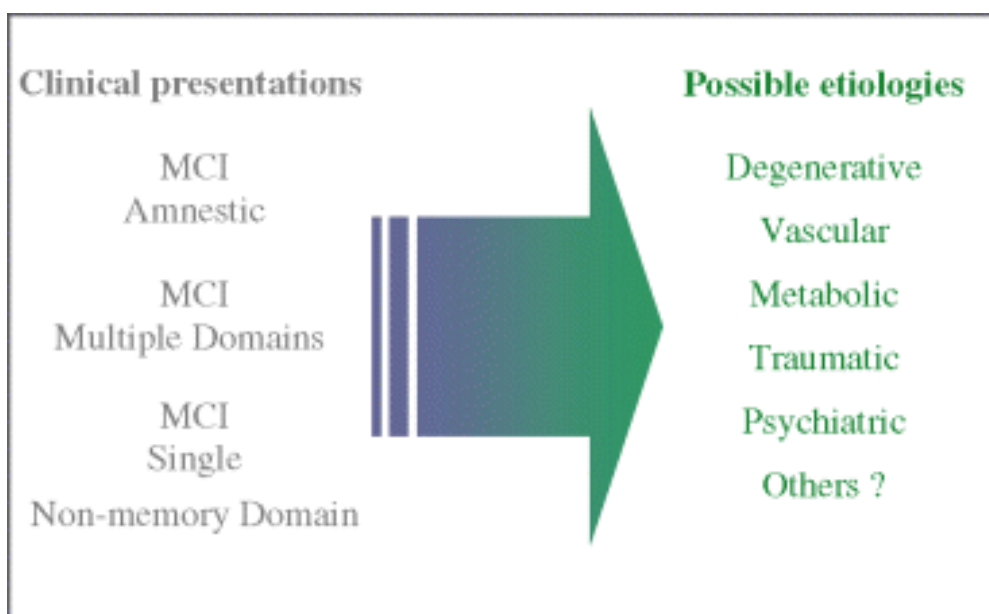 Clinical presentations
MCI
Amnestic
MCI
Multiple Domains
MCI
Single
Non-memory Domain
Possible etiologies
Degenerative
Vascular
Metabolic
Traumatic
Psychiatric
Others ?